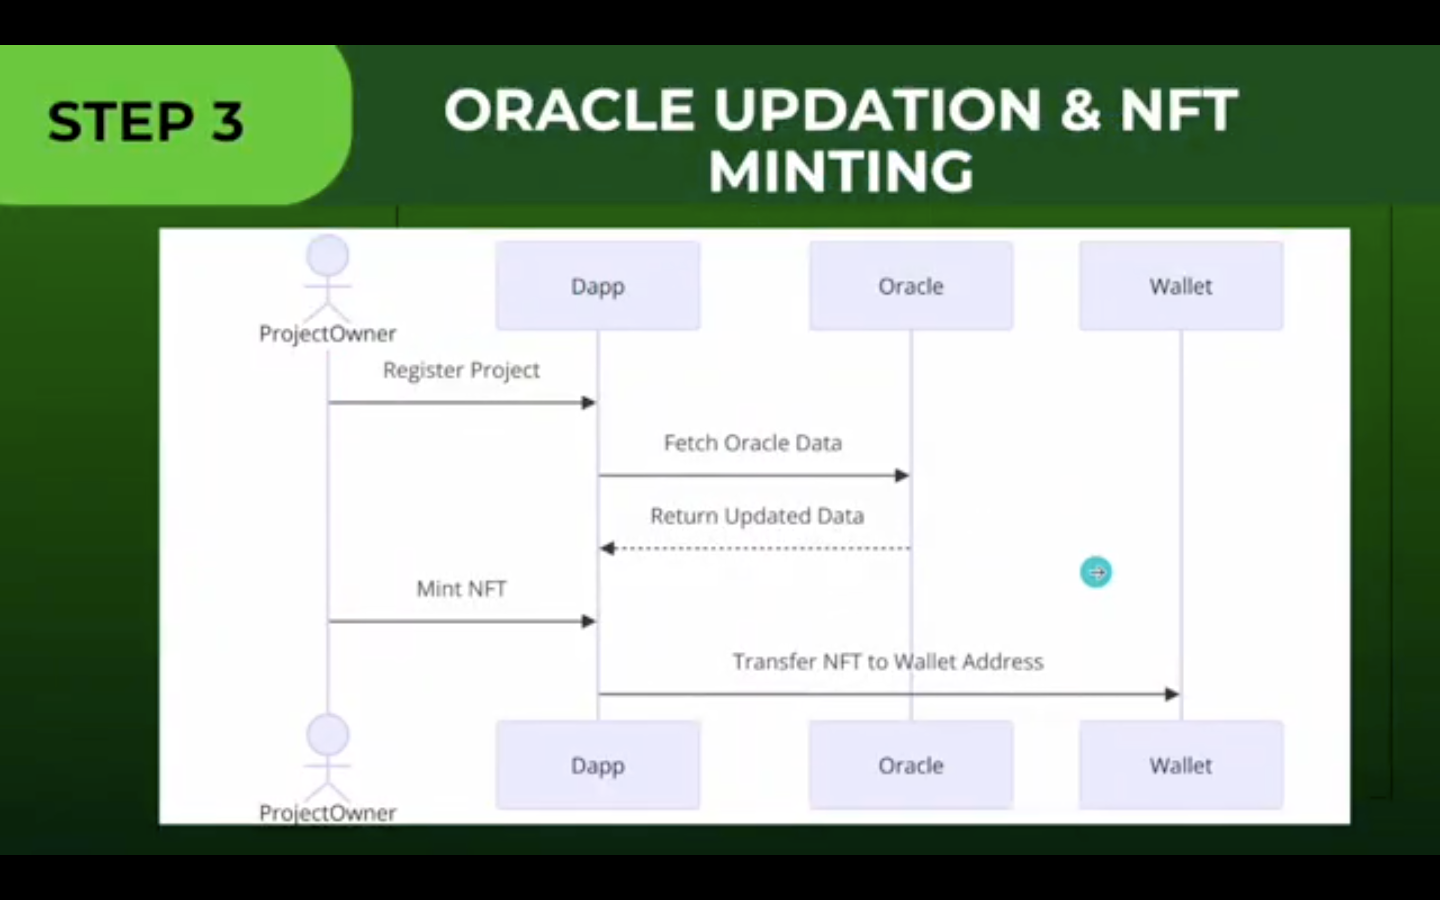 STEP 3
ORACLE UPDATION & NFT
MINTING
ProjectOwner
Dapp
Oracle
Wallet
Register Project
Fetch Oracle Data
Return Updated Data
Mint NFT
Transfer NFT to Wallet Address
ProjectOwner
Dapp
Oracle
Wallet